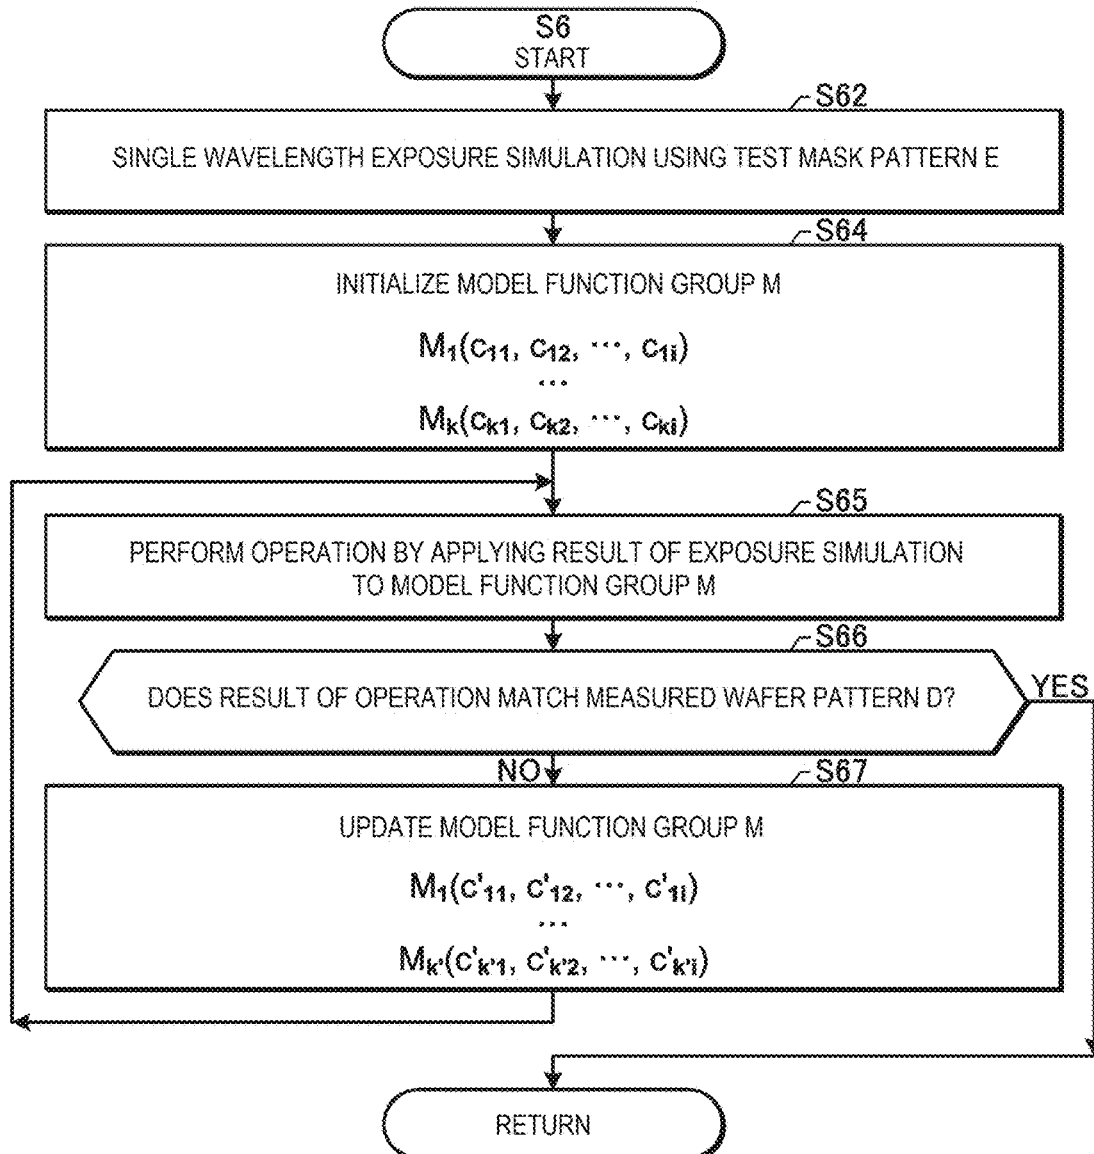 S6
START
S62
SINGLE WAVELENGTH EXPOSURE SIMULATION USING TEST MASK PATTERN E
S64
INITIALIZE MODEL FUNCTION GROUP M
M₁(c₁₁, c₁₂, ···, c₁ᵢ)
···
Mₖ(cₖ₁, cₖ₂, ···, cₖᵢ)
S65
PERFORM OPERATION BY APPLYING RESULT OF EXPOSURE SIMULATION
TO MODEL FUNCTION GROUP M
S66
DOES RESULT OF OPERATION MATCH MEASURED WAFER PATTERN D?
YES
NO
S67
UPDATE MODEL FUNCTION GROUP M
M₁(c'₁₁, c'₁₂, ···, c'₁ᵢ)
···
Mₖ'(c'ₖ'₁, c'ₖ'₂, ···, c'ₖ'ᵢ)
RETURN